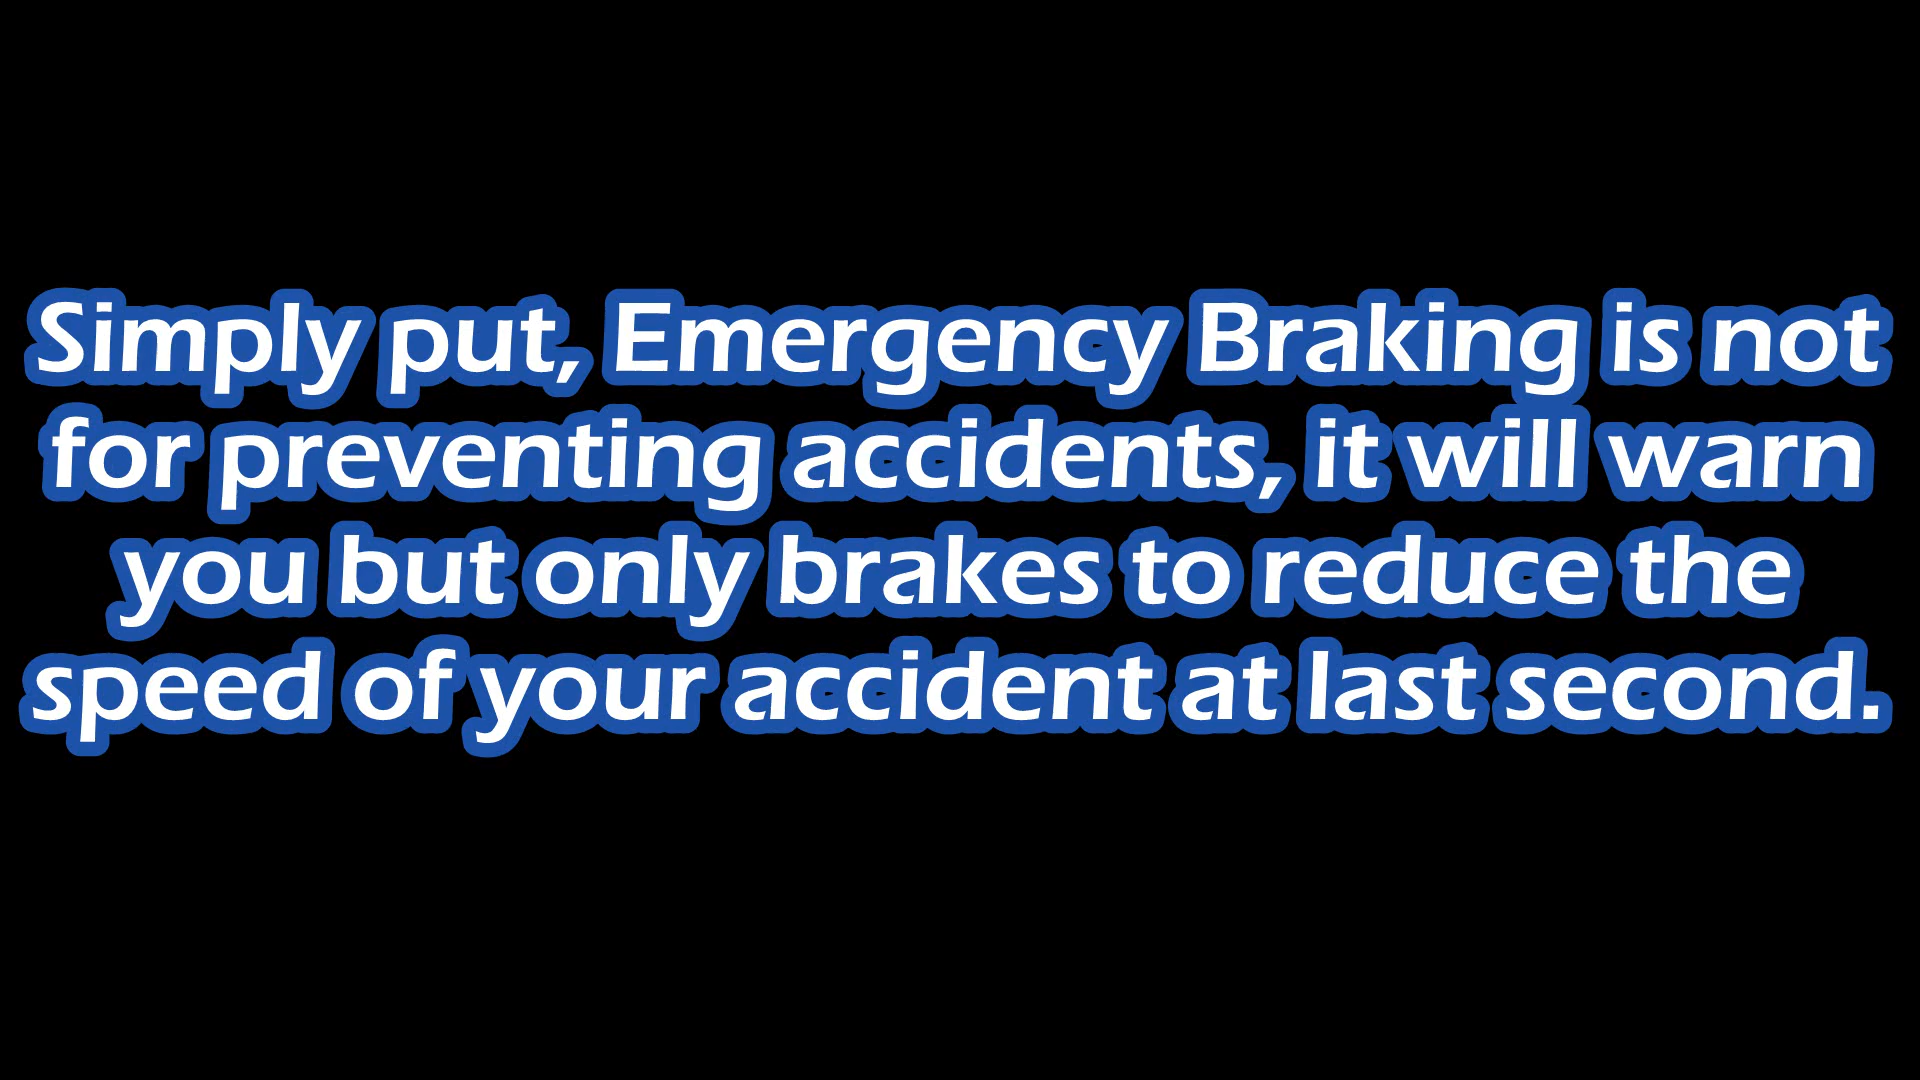 Simply put, Emergency Braking is not
for preventing accidents, it will warn
you but only brakes to reduce the
speed of your accident at last second.